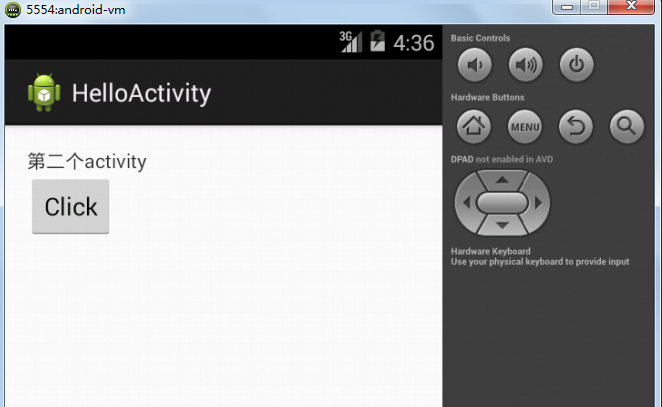 5554:android-vm
3G 4:36
HelloActivity
第二个activity
Click
Basic Controls
Hardware Buttons
MENU
DPAD not enabled in AVD
Hardware Keyboard
Use your physical keyboard to provide input